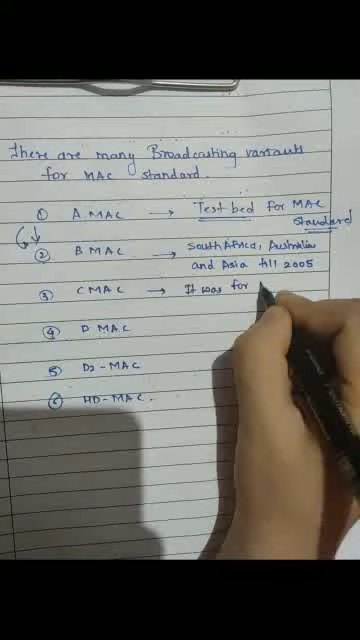 There are many Broadcasting variants
for MAC standard.
① A MAC → Test bed for MAC
standard
② B MAC → South Africa, Australia
and Asia till 2005
③ C MAC → It was for
④ D MAC
⑤ D2-MAC
⑥ HD-MAC.